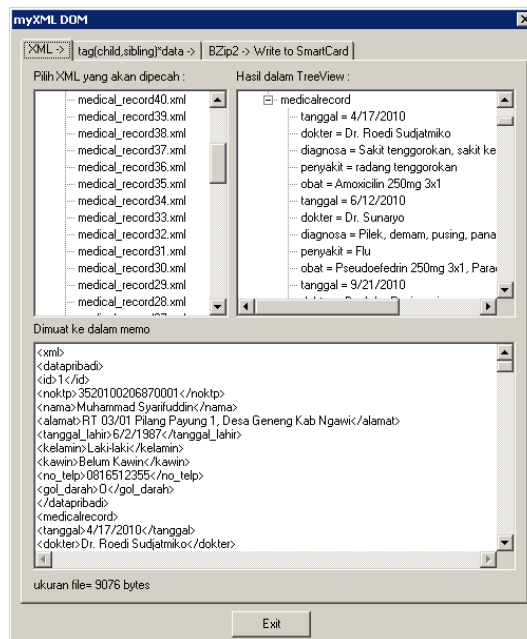 myXML DOM
XML -> tag(child,sibling)*data -> BZip2 -> Write to SmartCard
Pilih XML yang akan dipecah :
medical_record40.xml
medical_record39.xml
medical_record38.xml
medical_record37.xml
medical_record36.xml
medical_record35.xml
medical_record34.xml
medical_record33.xml
medical_record32.xml
medical_record31.xml
medical_record30.xml
medical_record29.xml
medical_record28.xml
Hasil dalam TreeView :
medicalrecord
tanggal = 4/17/2010
dokter = Dr. Roedi Sudjatmiko
diagnosa = Sakit tenggorokan, sakit ke
penyakit = radang tenggorokan
obat = Amoxicilin 250mg 3x1
tanggal = 6/12/2010
dokter = Dr. Sunaryo
diagnosa = Pilek, demam, pusing, pana
penyakit = Flu
obat = Pseudoefedrin 250mg 3x1, Para
tanggal = 9/21/2010
Dimuat ke dalam memo
<xml>
<datapribadi>
<id>1</id>
<noktp>3520100206870001</noktp>
<nama>Muhammad Syarifuddin</nama>
<alamat>RT 03/01 Pilang Payung 1, Desa Geneng Kab Ngawi</alamat>
<tanggal_lahir>6/2/1987</tanggal_lahir>
<kelamin>Laki-laki</kelamin>
<kawin>Belum Kawin</kawin>
<no_telp>0816512355</no_telp>
<gol_darah>O</gol_darah>
</datapribadi>
<medicalrecord>
<tanggal>4/17/2010</tanggal>
<dokter>Dr. Roedi Sudjatmiko</dokter>
ukuran file= 9076 bytes
Exit